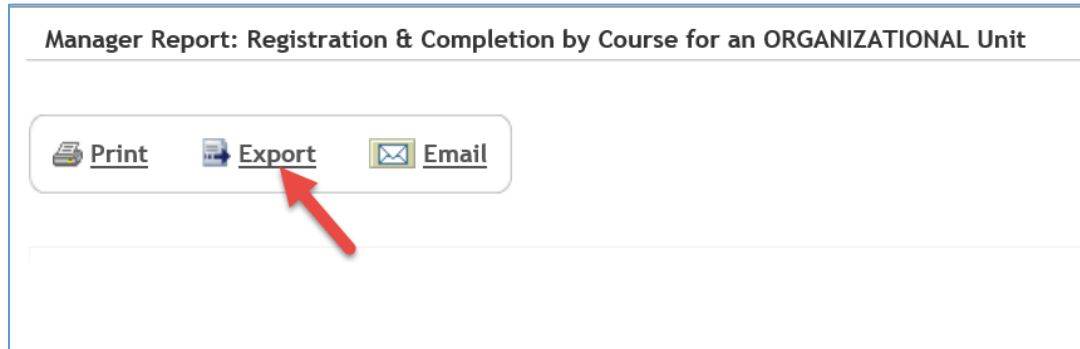 Manager Report: Registration & Completion by Course for an ORGANIZATIONAL Unit
Print Export Email